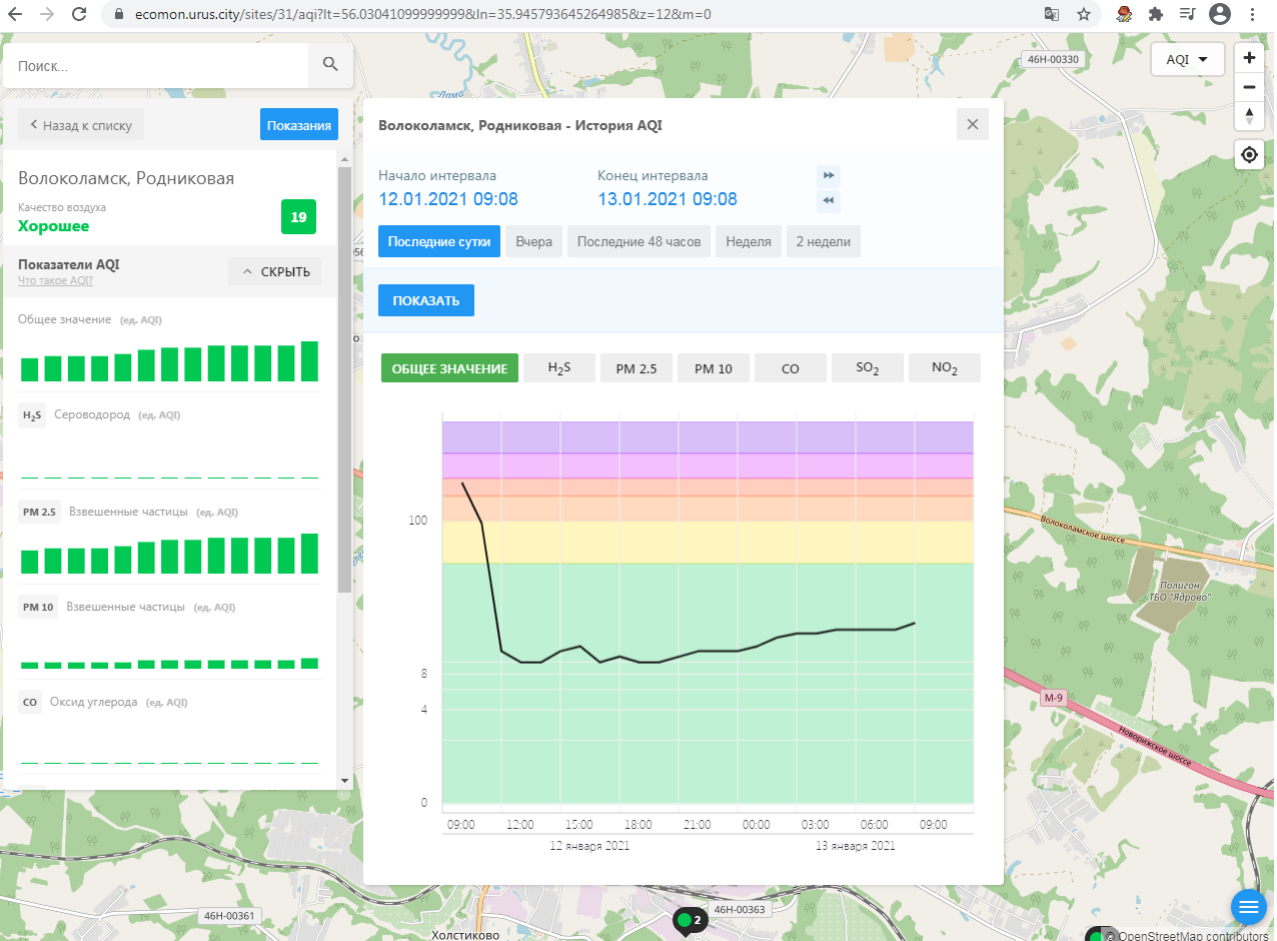 ecomon.urus.city/sites/31/aqi?lt=56.03041099999999&ln=35.945793645264985&z=12&m=0
Поиск...
46Н-00330
AQI
Назад к списку
Показания
Волоколамск, Родниковая - История AQI
Волоколамск, Родниковая
Качество воздуха
Хорошее
19
Начало интервала
Конец интервала
12.01.2021 09:08
13.01.2021 09:08
Последние сутки
Вчера
Последние 48 часов
Неделя
2 недели
Показатели AQI
Что такое AQI?
СКРЫТЬ
ПОКАЗАТЬ
Общее значение (ед. AQI)
H2S Сероводород (ед. AQI)
PM 2.5 Взвешенные частицы (ед. AQI)
PM 10 Взвешенные частицы (ед. AQI)
CO Оксид углерода (ед. AQI)
ОБЩЕЕ ЗНАЧЕНИЕ
H2S
PM 2.5
PM 10
CO
SO2
NO2
100
8
4
0
09:00 12:00 15:00 18:00 21:00 00:00 03:00 06:00 09:00
12 января 2021
13 января 2021
Волоколамское шоссе
Полигон
ТБО "Ядрово"
М-9
Новорижское шоссе
46Н-00361
46Н-00363
2
Холстиково
© OpenStreetMap contributors